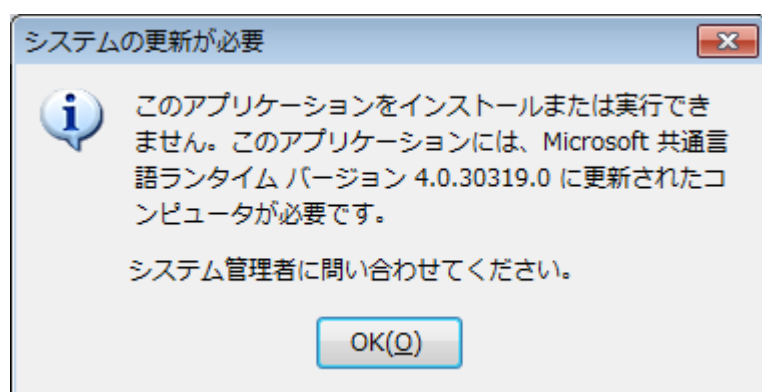 システムの更新が必要
このアプリケーションをインストールまたは実行でき
ません。このアプリケーションには、Microsoft 共通言
語ランタイム バージョン 4.0.30319.0 に更新されたコ
ンピュータが必要です。
システム管理者に問い合わせてください。
OK(O)